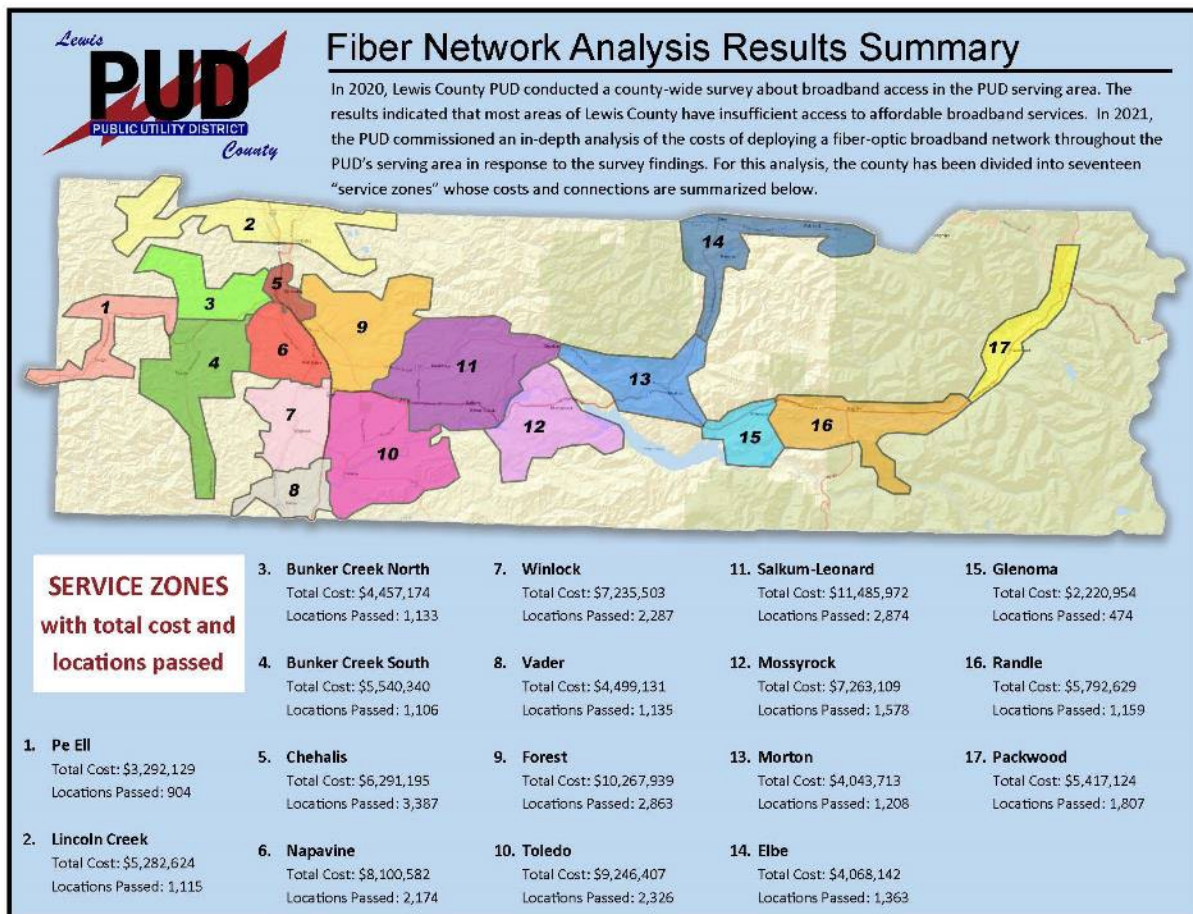 Lewis
PUD
PUBLIC UTILITY DISTRICT
County
Fiber Network Analysis Results Summary
In 2020, Lewis County PUD conducted a county-wide survey about broadband access in the PUD serving area. The
results indicated that most areas of Lewis County have insufficient access to affordable broadband services. In 2021,
the PUD commissioned an in-depth analysis of the costs of deploying a fiber-optic broadband network throughout the
PUD's serving area in response to the survey findings. For this analysis, the county has been divided into seventeen
"service zones" whose costs and connections are summarized below.
1
2
3
4
5
6
7
8
9
10
11
12
13
14
15
16
17
SERVICE ZONES
with total cost and
locations passed
1. Pe Ell
Total Cost: $3,292,129
Locations Passed: 904
2. Lincoln Creek
Total Cost: $5,282,624
Locations Passed: 1,115
3. Bunker Creek North
Total Cost: $4,457,174
Locations Passed: 1,133
4. Bunker Creek South
Total Cost: $5,540,340
Locations Passed: 1,106
5. Chehalis
Total Cost: $6,291,195
Locations Passed: 3,387
6. Napavine
Total Cost: $8,100,582
Locations Passed: 2,174
7. Winlock
Total Cost: $7,235,503
Locations Passed: 2,287
8. Vader
Total Cost: $4,499,131
Locations Passed: 1,135
9. Forest
Total Cost: $10,267,939
Locations Passed: 2,863
10. Toledo
Total Cost: $9,246,407
Locations Passed: 2,326
11. Salkum-Leonard
Total Cost: $11,485,972
Locations Passed: 2,874
12. Mossyrock
Total Cost: $7,263,109
Locations Passed: 1,578
13. Morton
Total Cost: $4,043,713
Locations Passed: 1,208
14. Elbe
Total Cost: $4,068,142
Locations Passed: 1,363
15. Glenoma
Total Cost: $2,220,954
Locations Passed: 474
16. Randle
Total Cost: $5,792,629
Locations Passed: 1,159
17. Packwood
Total Cost: $5,417,124
Locations Passed: 1,807